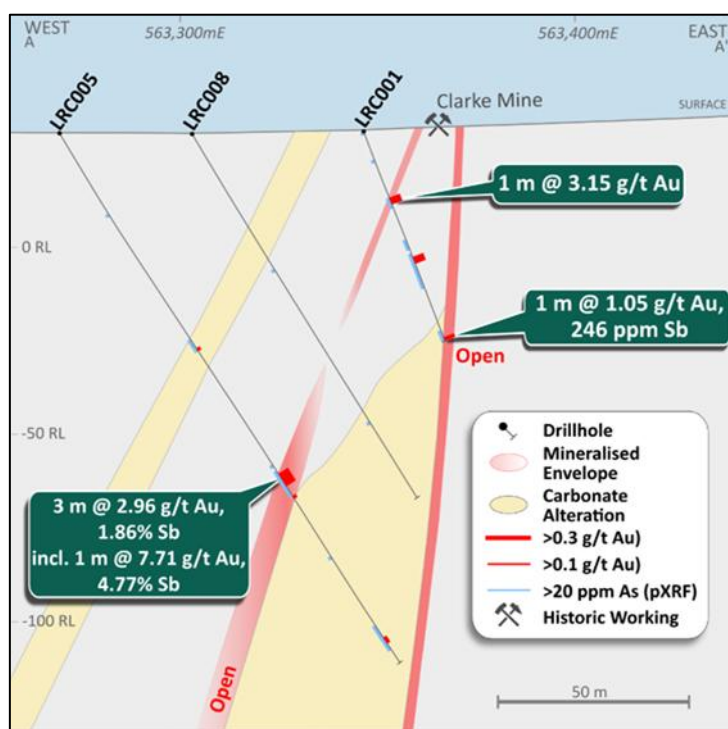 WEST
A
563,300mE
563,400mE
EAST
A'
LRC005
LRC008
LRC001
Clarke Mine
SURFACE
1 m @ 3.15 g/t Au
0 RL
1 m @ 1.05 g/t Au,
246 ppm Sb
Open
-50 RL
3 m @ 2.96 g/t Au,
1.86% Sb
incl. 1 m @ 7.71 g/t Au,
4.77% Sb
-100 RL
Open
Drillhole
Mineralised
Envelope
Carbonate
Alteration
>0.3 g/t Au)
>0.1 g/t Au)
>20 ppm As (pXRF)
Historic Working
50 m